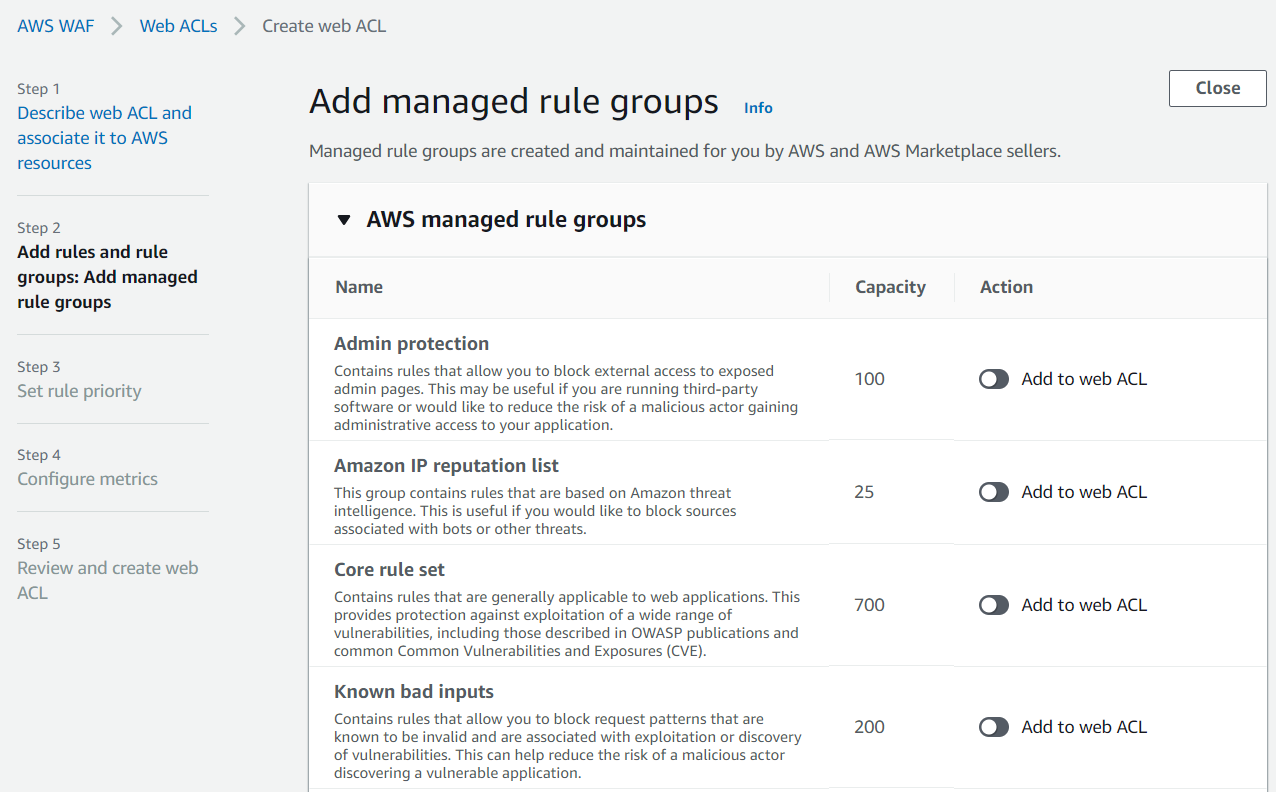 AWS WAF Web ACLs Create web ACL
Step 1
Describe web ACL and
associate it to AWS
resources
Step 2
Add rules and rule
groups: Add managed
rule groups
Step 3
Set rule priority
Step 4
Configure metrics
Step 5
Review and create web
ACL
Add managed rule groups Info
Close
Managed rule groups are created and maintained for you by AWS and AWS Marketplace sellers.
AWS managed rule groups
Name Capacity Action
Admin protection
Contains rules that allow you to block external access to exposed
admin pages. This may be useful if you are running third-party
software or would like to reduce the risk of a malicious actor gaining
administrative access to your application.
100 Add to web ACL
Amazon IP reputation list
This group contains rules that are based on Amazon threat
intelligence. This is useful if you would like to block sources
associated with bots or other threats.
25 Add to web ACL
Core rule set
Contains rules that are generally applicable to web applications. This
provides protection against exploitation of a wide range of
vulnerabilities, including those described in OWASP publications and
common Common Vulnerabilities and Exposures (CVE).
700 Add to web ACL
Known bad inputs
Contains rules that allow you to block request patterns that are
known to be invalid and are associated with exploitation or discovery
of vulnerabilities. This can help reduce the risk of a malicious actor
discovering a vulnerable application.
200 Add to web ACL